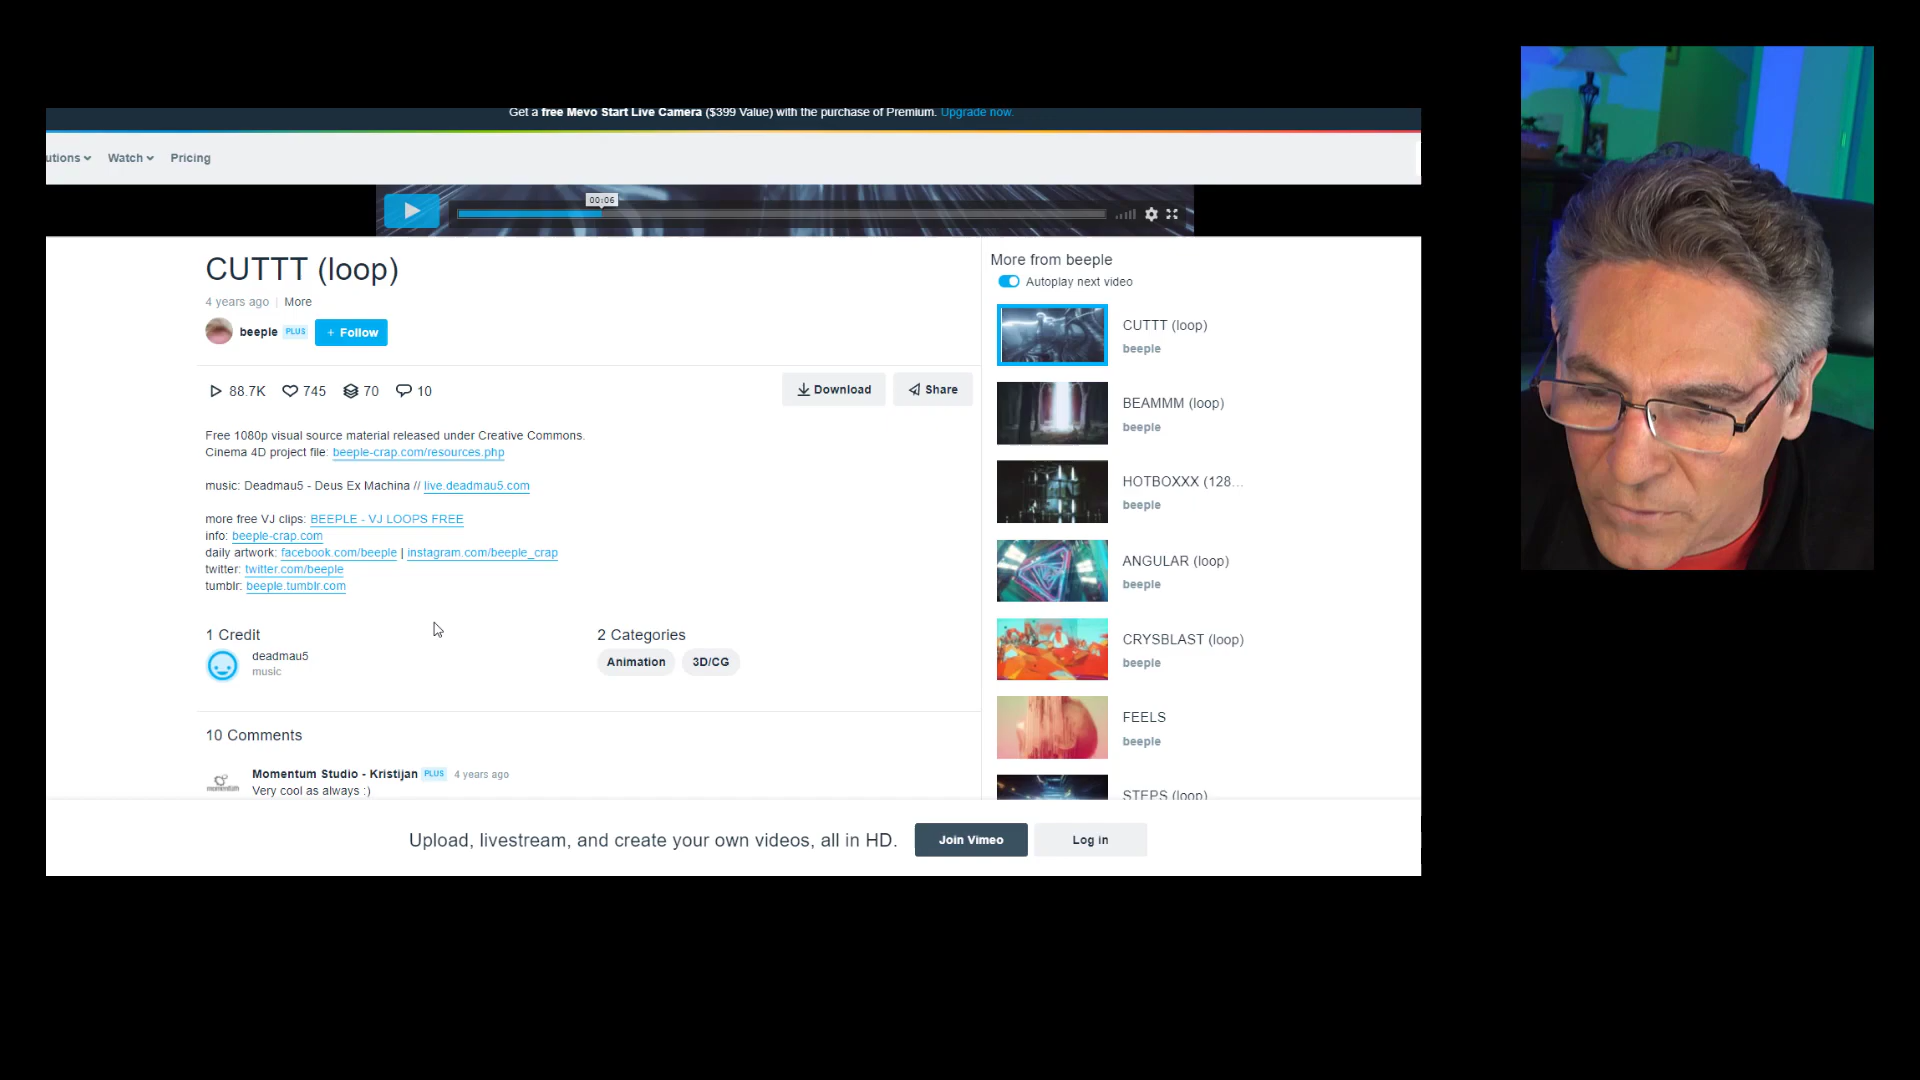 Get a free Mevo Start Live Camera ($399 Value) with the purchase of Premium. Upgrade now.
utions Watch Pricing
00:06
CUTTT (loop)
4 years ago | More
beeple PLUS + Follow
88.7K 745 70 10 Download Share
Free 1080p visual source material released under Creative Commons.
Cinema 4D project file: beeple-crap.com/resources.php
music: Deadmau5 - Deus Ex Machina // live.deadmau5.com
more free VJ clips: BEEPLE - VJ LOOPS FREE
info: beeple-crap.com
daily artwork: facebook.com/beeple | instagram.com/beeple_crap
twitter: twitter.com/beeple
tumblr: beeple.tumblr.com
1 Credit
deadmau5
music
2 Categories
Animation 3D/CG
10 Comments
Momentum Studio - Kristijan PLUS 4 years ago
Very cool as always :)
momentum
More from beeple
Autoplay next video
CUTTT (loop)
beeple
BEAMMM (loop)
beeple
HOTBOXXX (128...
beeple
ANGULAR (loop)
beeple
CRYSBLAST (loop)
beeple
FEELS
beeple
STEPS (loop)
Upload, livestream, and create your own videos, all in HD. Join Vimeo Log in